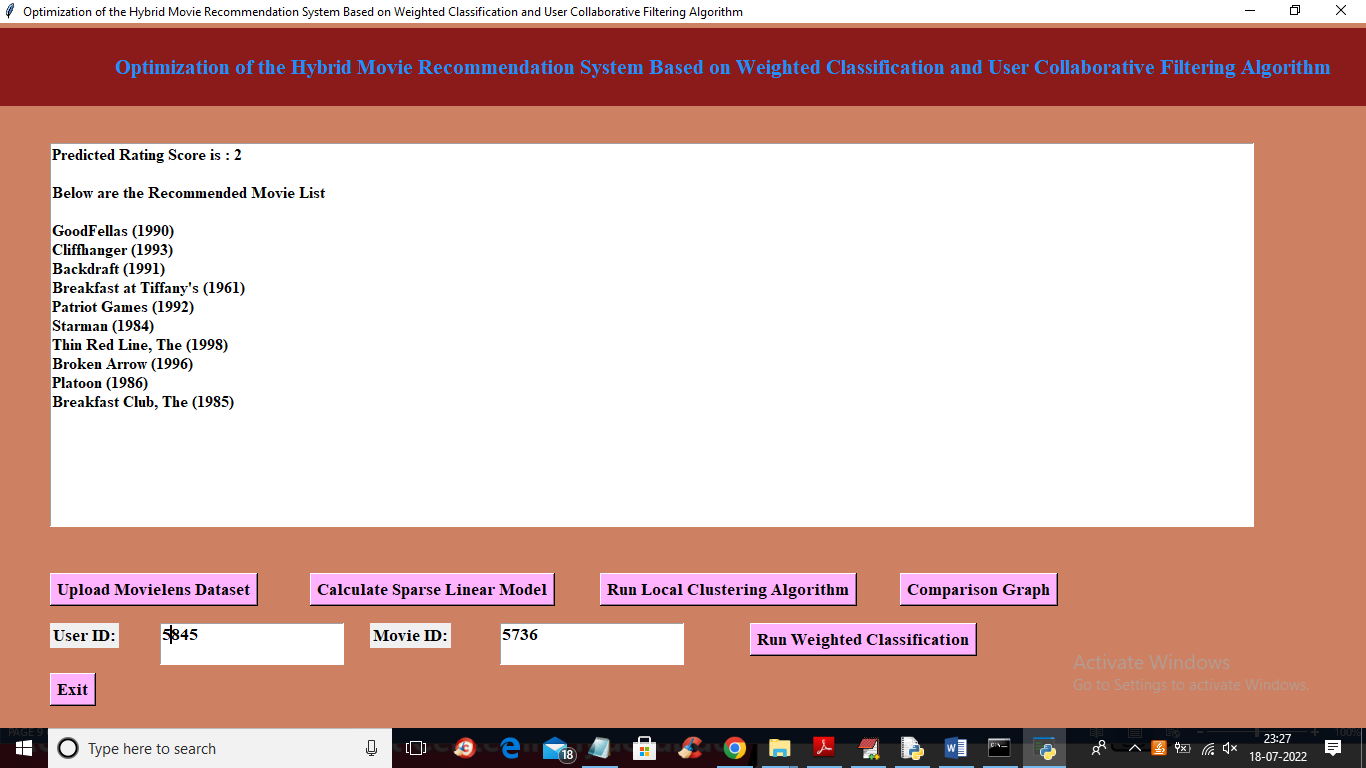 Optimization of the Hybrid Movie Recommendation System Based on Weighted Classification and User Collaborative Filtering Algorithm
Optimization of the Hybrid Movie Recommendation System Based on Weighted Classification and User Collaborative Filtering Algorithm
Predicted Rating Score is : 2
Below are the Recommended Movie List
GoodFellas (1990)
Cliffhanger (1993)
Backdraft (1991)
Breakfast at Tiffany's (1961)
Patriot Games (1992)
Starman (1984)
Thin Red Line, The (1998)
Broken Arrow (1996)
Platoon (1986)
Breakfast Club, The (1985)
Upload Movielens Dataset
Calculate Sparse Linear Model
Run Local Clustering Algorithm
Comparison Graph
User ID:
5845
Movie ID:
5736
Run Weighted Classification
Activate Windows
Go to Settings to activate Windows.
Exit
PAGE 9
100%
Type here to search
18
23:27
18-07-2022